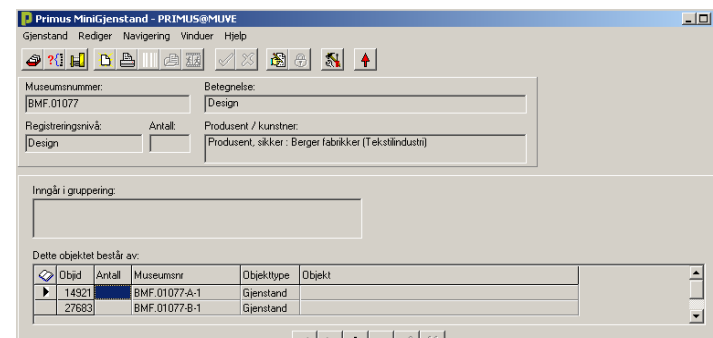 Primus MiniGjenstand - PRIMUS@MUVE
Gjenstand Rediger Navigering Vinduer Hjelp
Museumsnummer: Betegnelse:
BMF.01077 Design
Registreringsnivå: Antall: Produsent / kunstner:
Design Produsent, sikker : Berger fabrikker (Tekstilindustri)
Inngår i gruppering:
Dette objektet består av:
Objid Antall Museumsnr Objekttype Objekt
14921 BMF.01077-A-1 Gjenstand
27683 BMF.01077-B-1 Gjenstand